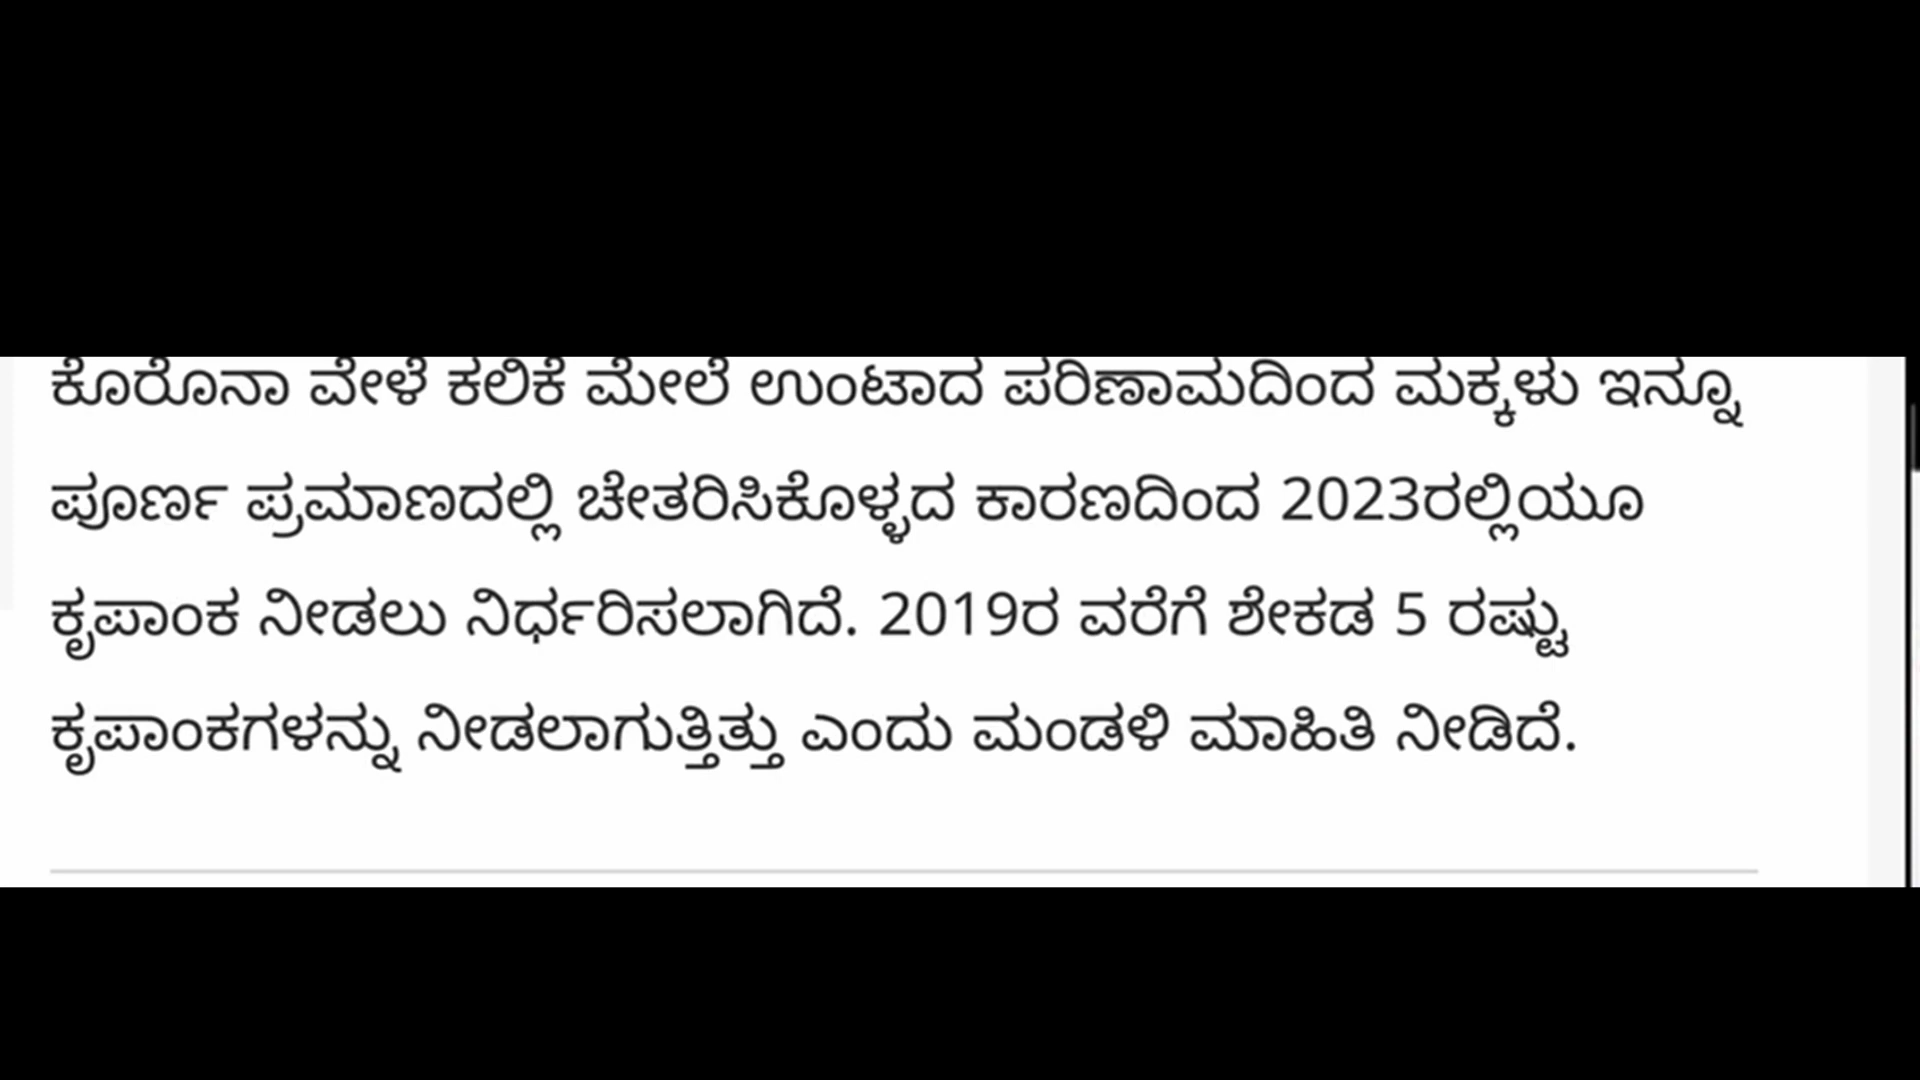 ಕೊರೊನಾ ವೇಳೆ ಕಲಿಕೆ ಮೇಲೆ ಉಂಟಾದ ಪರಿಣಾಮದಿಂದ ಮಕ್ಕಳು ಇನ್ನೂ
ಪೂರ್ಣ ಪ್ರಮಾಣದಲ್ಲಿ ಚೇತರಿಸಿಕೊಳ್ಳದ ಕಾರಣದಿಂದ 2023ರಲ್ಲಿಯೂ
ಕೃಪಾಂಕ ನೀಡಲು ನಿರ್ಧರಿಸಲಾಗಿದೆ. 2019ರ ವರೆಗೆ ಶೇಕಡ 5 ರಷ್ಟು
ಕೃಪಾಂಕಗಳನ್ನು ನೀಡಲಾಗುತ್ತಿತ್ತು ಎಂದು ಮಂಡಳಿ ಮಾಹಿತಿ ನೀಡಿದೆ.